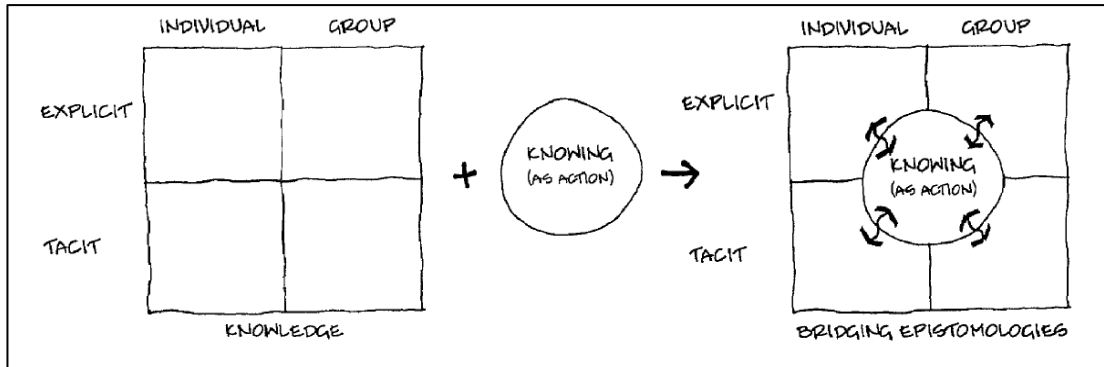 INDIVIDUAL GROUP
EXPLICIT
TACIT
KNOWLEDGE
+
KNOWING
(AS ACTION)
INDIVIDUAL GROUP
EXPLICIT
TACIT
KNOWING
(AS ACTION)
BRIDGING EPISTOMOLOGIES